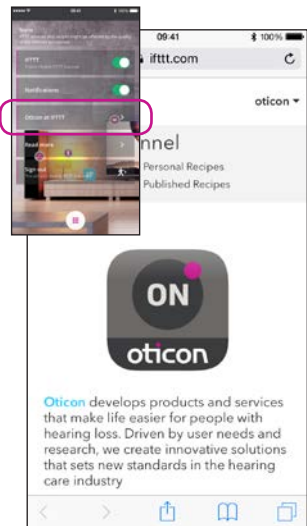 09:41
100%
ifttt.com
oticon
nnel
Personal Recipes
Published Recipes
IFTTT
Notifications
Oticon at IFTTT
Read more
Sign out
ON
oticon
Oticon develops products and services
that make life easier for people with
hearing loss. Driven by user needs and
research, we create innovative solutions
that sets new standards in the hearing
care industry